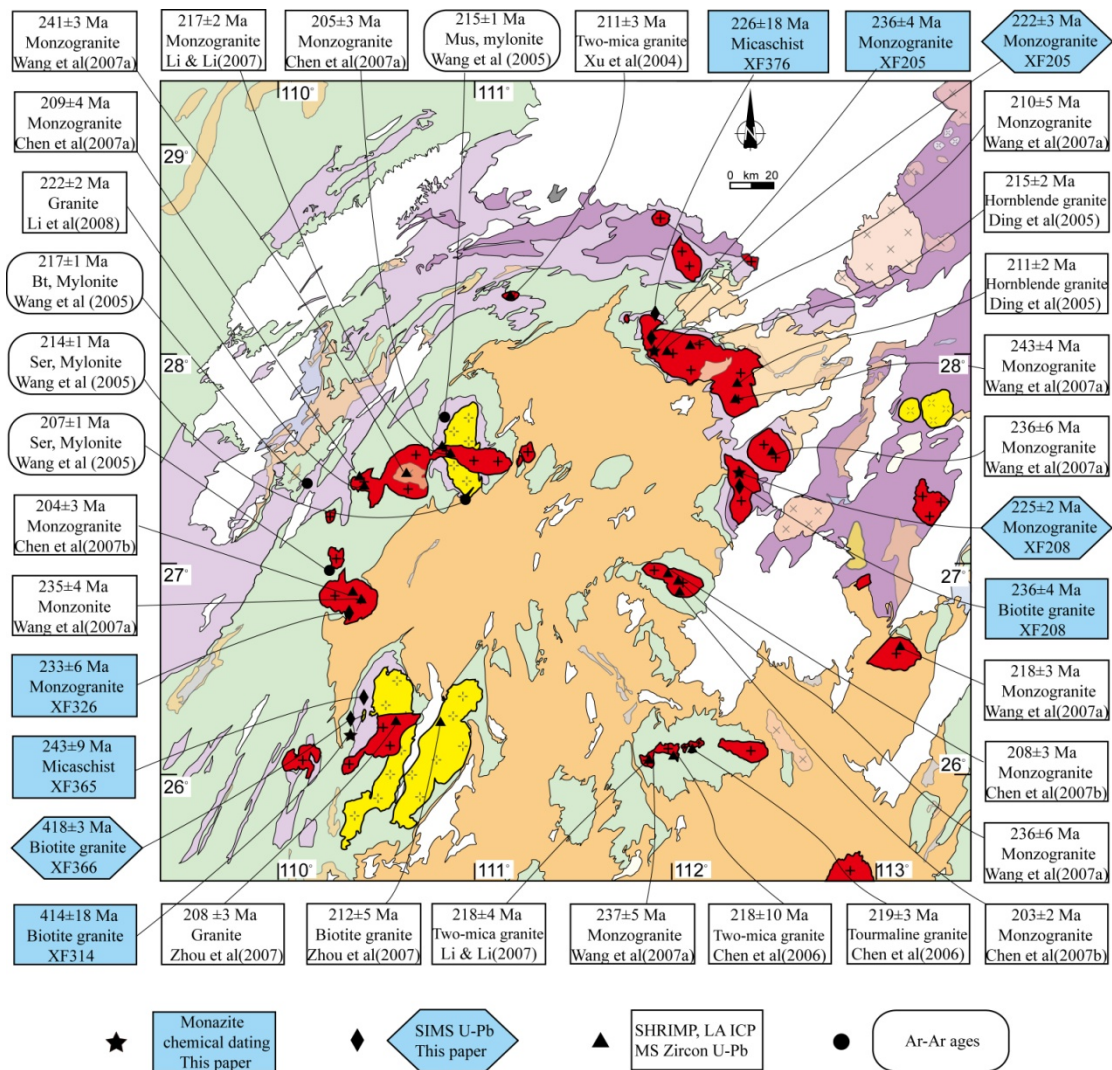 241±3 Ma
Monzogranite
Wang et al(2007a)
217±2 Ma
Monzogranite
Li & Li(2007)
205±3 Ma
Monzogranite
Chen et al(2007a)
215±1 Ma
Mus, mylonite
Wang et al (2005)
211±3 Ma
Two-mica granite
Xu et al(2004)
226±18 Ma
Micaschist
XF376
236±4 Ma
Monzogranite
XF205
222±3 Ma
Monzogranite
XF205
209±4 Ma
Monzogranite
Chen et al(2007a)
222±2 Ma
Granite
Li et al(2008)
217±1 Ma
Bt, Mylonite
Wang et al (2005)
214±1 Ma
Ser, Mylonite
Wang et al (2005)
207±1 Ma
Ser, Mylonite
Wang et al (2005)
204±3 Ma
Monzogranite
Chen et al(2007b)
235±4 Ma
Monzonite
Wang et al(2007a)
233±6 Ma
Monzogranite
XF326
243±9 Ma
Micaschist
XF365
418±3 Ma
Biotite granite
XF366
414±18 Ma
Biotite granite
XF314
110°
111°
29°
28°
27°
26°
N
0 km 20
28°
27°
26°
110°
111°
112°
113°
210±5 Ma
Monzogranite
Wang et al(2007a)
215±2 Ma
Hornblende granite
Ding et al(2005)
211±2 Ma
Hornblende granite
Ding et al(2005)
243±4 Ma
Monzogranite
Wang et al(2007a)
236±6 Ma
Monzogranite
Wang et al(2007a)
225±2 Ma
Monzogranite
XF208
236±4 Ma
Biotite granite
XF208
218±3 Ma
Monzogranite
Wang et al(2007a)
208±3 Ma
Monzogranite
Chen et al(2007b)
236±6 Ma
Monzogranite
Wang et al(2007a)
208 ±3 Ma
Granite
Zhou et al(2007)
212±5 Ma
Biotite granite
Zhou et al(2007)
218±4 Ma
Two-mica granite
Li & Li(2007)
237±5 Ma
Monzogranite
Wang et al(2007a)
218±10 Ma
Two-mica granite
Chen et al(2006)
219±3 Ma
Tourmaline granite
Chen et al(2006)
203±2 Ma
Monzogranite
Chen et al(2007b)
Monazite
chemical dating
This paper
SIMS U-Pb
This paper
SHRIMP, LA ICP
MS Zircon U-Pb
Ar-Ar ages